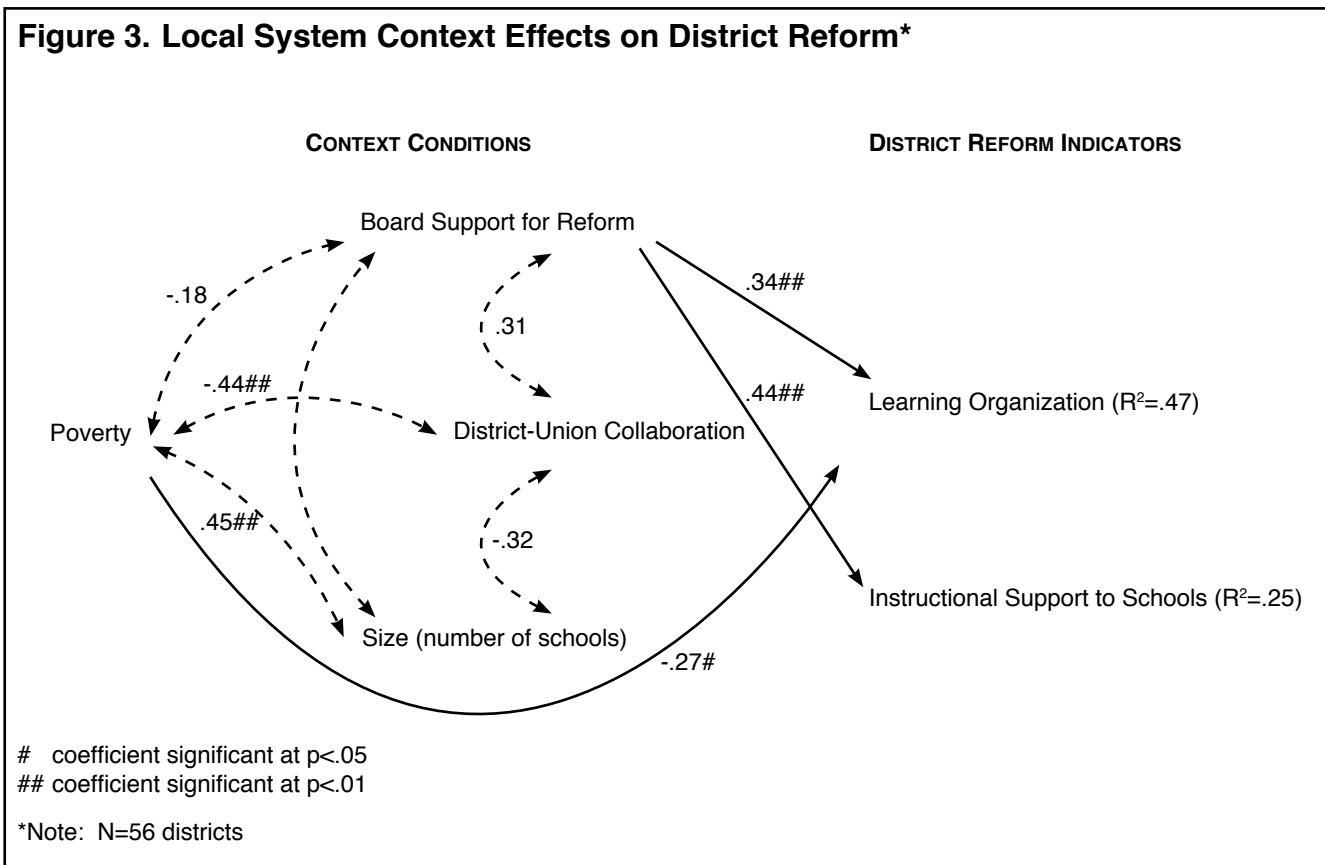 Figure 3. Local System Context Effects on District Reform*
CONTEXT CONDITIONS
DISTRICT REFORM INDICATORS
Board Support for Reform
-.18
.34##
.31
-.44##
.44##
Learning Organization (R²=.47)
Poverty
District-Union Collaboration
.45##
-.32
Instructional Support to Schools (R²=.25)
Size (number of schools)
-.27#
# coefficient significant at p<.05
## coefficient significant at p<.01
*Note: N=56 districts